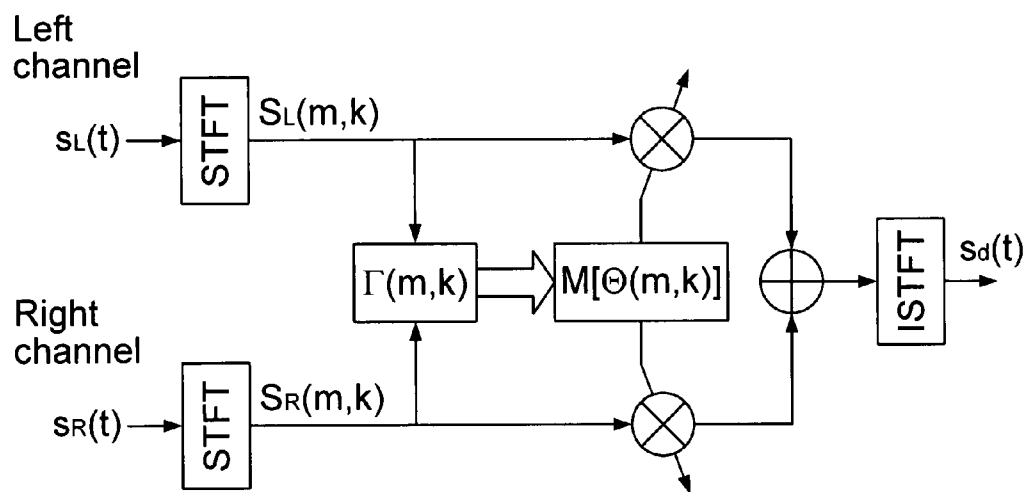 Left
channel
sL(t)
STFT
SL(m,k)
Γ(m,k)
M[Θ(m,k)]
ISTFT
sd(t)
Right
channel
sR(t)
STFT
SR(m,k)